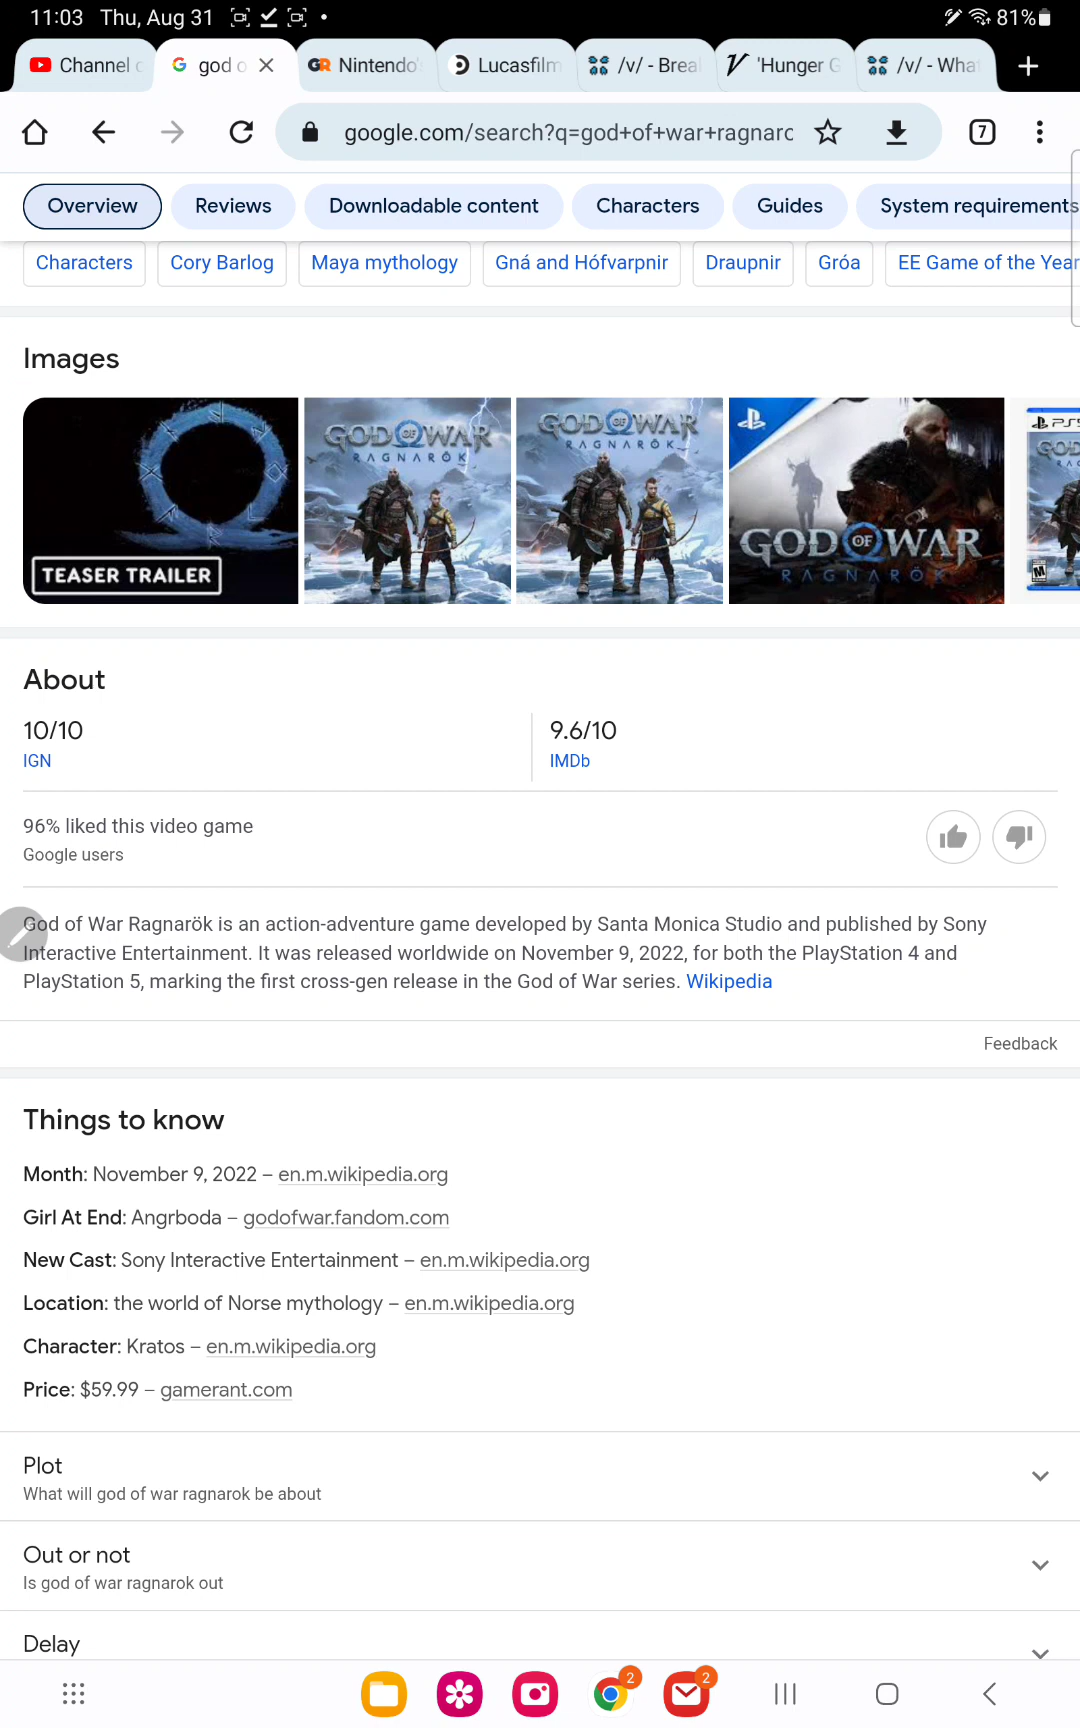 11:03 Thu, Aug 31
81%
Channel
god o
GR Nintendo'
Lucasfilm
/v/ - Brea
'Hunger G
/v/ - What
google.com/search?q=god+of+war+ragnarc
7
Overview
Reviews
Downloadable content
Characters
Guides
System requirements
Characters
Cory Barlog
Maya mythology
Gná and Hófvarpnir
Draupnir
Gróa
EE Game of the Year
Images
TEASER TRAILER
GOD OF WAR
RAGNARÖK
GOD OF WAR
RAGNARÖK
GOD OF WAR
RAGNARÖK
PS5
GOD
M
About
10/10
IGN
9.6/10
IMDb
96% liked this video game
Google users
God of War Ragnarök is an action-adventure game developed by Santa Monica Studio and published by Sony
Interactive Entertainment. It was released worldwide on November 9, 2022, for both the PlayStation 4 and
PlayStation 5, marking the first cross-gen release in the God of War series. Wikipedia
Feedback
Things to know
Month: November 9, 2022 – en.m.wikipedia.org
Girl At End: Angrboda – godofwar.fandom.com
New Cast: Sony Interactive Entertainment – en.m.wikipedia.org
Location: the world of Norse mythology – en.m.wikipedia.org
Character: Kratos – en.m.wikipedia.org
Price: $59.99 – gamerant.com
Plot
What will god of war ragnarok be about
Out or not
Is god of war ragnarok out
Delay
2
2